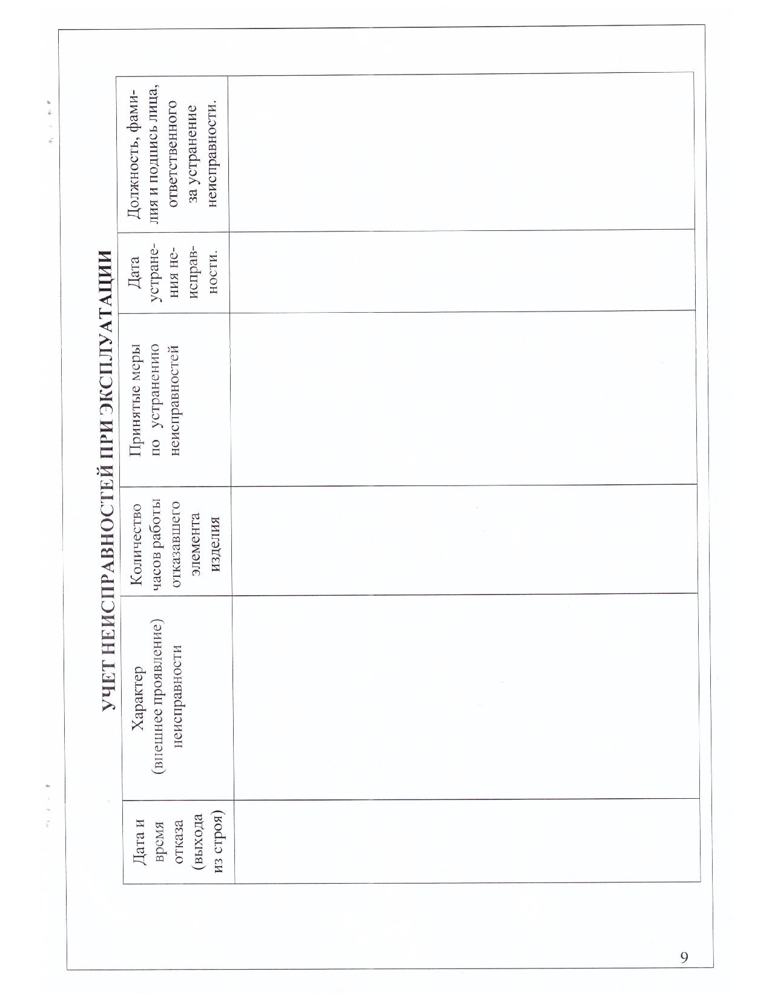 УЧЕТ НЕИСПРАВНОСТЕЙ ПРИ ЭКСПЛУАТАЦИИ
Дата и
время
отказа
(выхода
из строя)
Характер
(внешнее проявление)
неисправности
Количество
часов работы
отказавшего
элемента
изделия
Принятые меры
по устранению
неисправностей
Дата
устране-
ния не-
исправ-
ности.
Должность, фами-
лия и подпись лица,
ответственного
за устранение
неисправности.
9